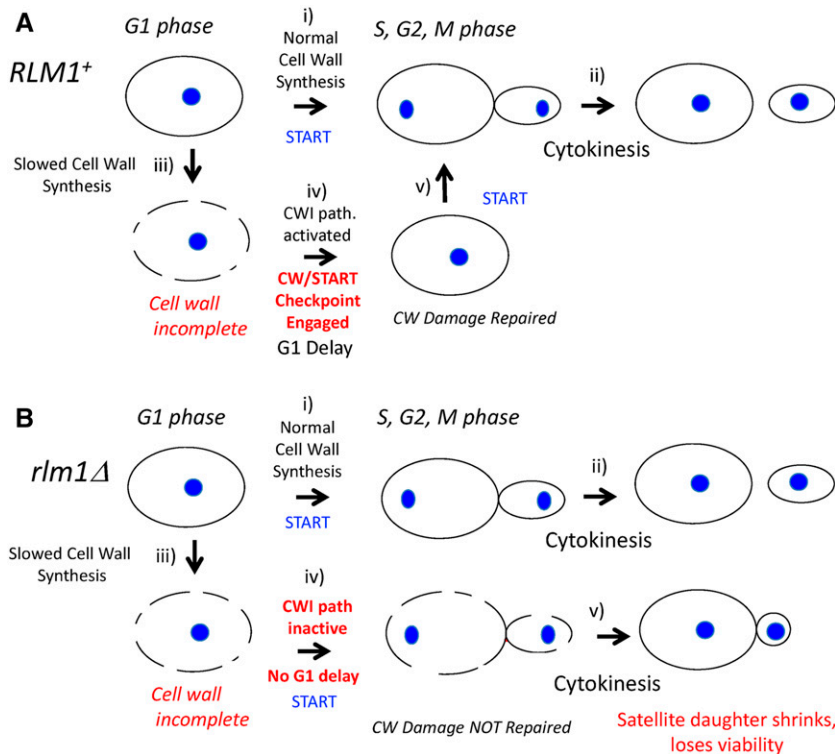 A
G1 phase
i)
Normal
Cell Wall
Synthesis
S, G2, M phase
RLM1+
ii)
START
Cytokinesis
Slowed Cell Wall
Synthesis
iii)
iv)
CWI path.
activated
v)
START
CW/START
Checkpoint
Engaged
G1 Delay
Cell wall
incomplete
CW Damage Repaired
B
G1 phase
i)
Normal
Cell Wall
Synthesis
S, G2, M phase
rlm1Δ
ii)
START
Cytokinesis
Slowed Cell Wall
Synthesis
iii)
iv)
CWI path
inactive
v)
No G1 delay
START
Cytokinesis
Cell wall
incomplete
CW Damage NOT Repaired
Satellite daughter shrinks,
loses viability